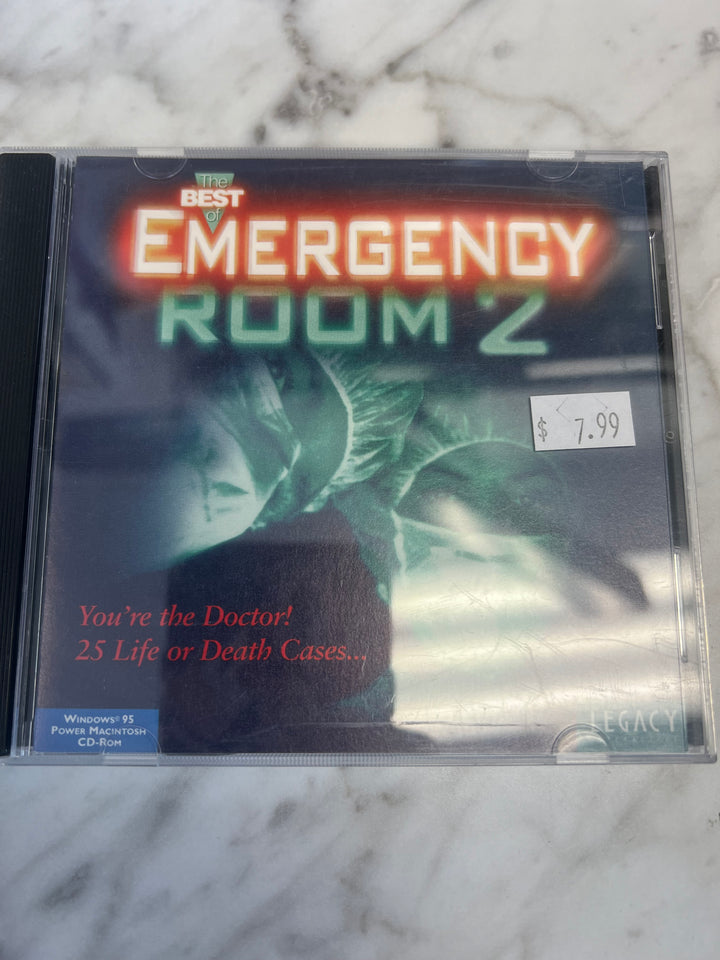 The
BEST
of
EMERGENCY
ROOM 2
$ 7.99
You're the Doctor!
25 Life or Death Cases...
WINDOWS® 95
POWER MACINTOSH
CD-ROM
LEGACY